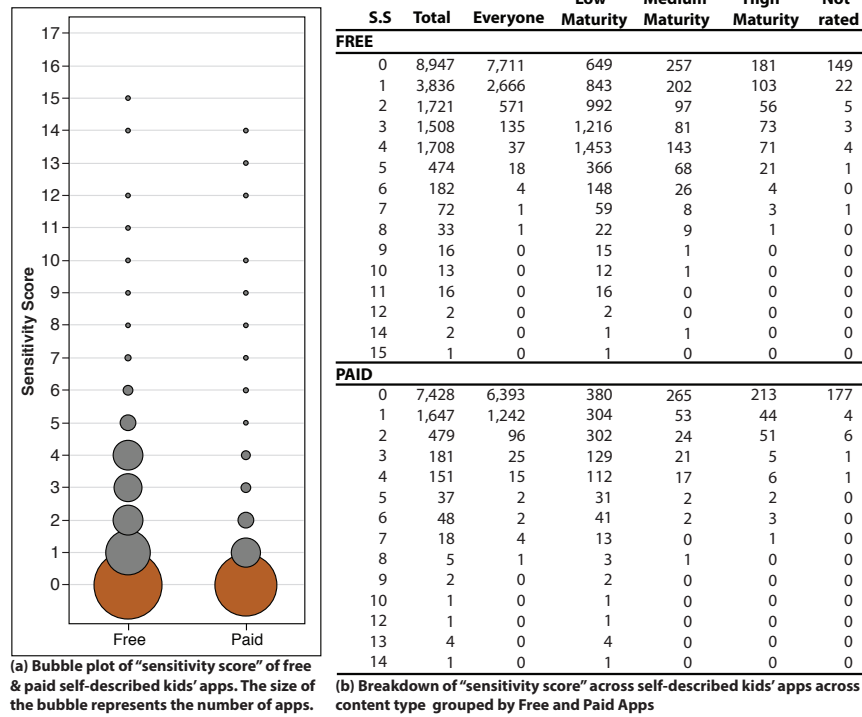 Sensitivity Score
17
16
15
14
13
12
11
10
9
8
7
6
5
4
3
2
1
0
Free Paid
(a) Bubble plot of “sensitivity score” of free
& paid self-described kids’ apps. The size of
the bubble represents the number of apps.
Low Medium High Not
S.S Total Everyone Maturity Maturity Maturity rated
FREE
0 8,947 7,711 649 257 181 149
1 3,836 2,666 843 202 103 22
2 1,721 571 992 97 56 5
3 1,508 135 1,216 81 73 3
4 1,708 37 1,453 143 71 4
5 474 18 366 68 21 1
6 182 4 148 26 4 0
7 72 1 59 8 3 1
8 33 1 22 9 1 0
9 16 0 15 1 0 0
10 13 0 12 1 0 0
11 16 0 16 0 0 0
12 2 0 2 0 0 0
14 2 0 1 1 0 0
15 1 0 1 0 0 0
PAID
0 7,428 6,393 380 265 213 177
1 1,647 1,242 304 53 44 4
2 479 96 302 24 51 6
3 181 25 129 21 5 1
4 151 15 112 17 6 1
5 37 2 31 2 2 0
6 48 2 41 2 3 0
7 18 4 13 0 1 0
8 5 1 3 1 0 0
9 2 0 2 0 0 0
10 1 0 1 0 0 0
12 1 0 1 0 0 0
13 4 0 4 0 0 0
14 1 0 1 0 0 0
(b) Breakdown of “sensitivity score” across self-described kids’ apps across
content type grouped by Free and Paid Apps